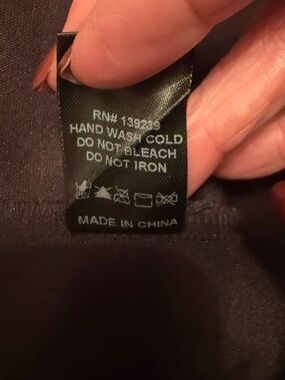 RN# 139239
HAND WASH COLD
DO NOT BLEACH
DO NOT IRON
MADE IN CHINA